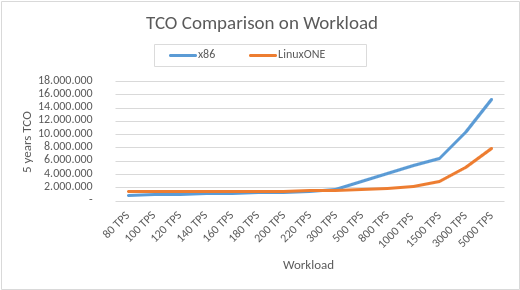 TCO Comparison on Workload
x86
LinuxONE
18.000.000
16.000.000
14.000.000
12.000.000
10.000.000
8.000.000
6.000.000
4.000.000
2.000.000
-
5 years TCO
80 TPS
100 TPS
120 TPS
140 TPS
160 TPS
180 TPS
200 TPS
220 TPS
300 TPS
500 TPS
800 TPS
1000 TPS
1500 TPS
3000 TPS
5000 TPS
Workload